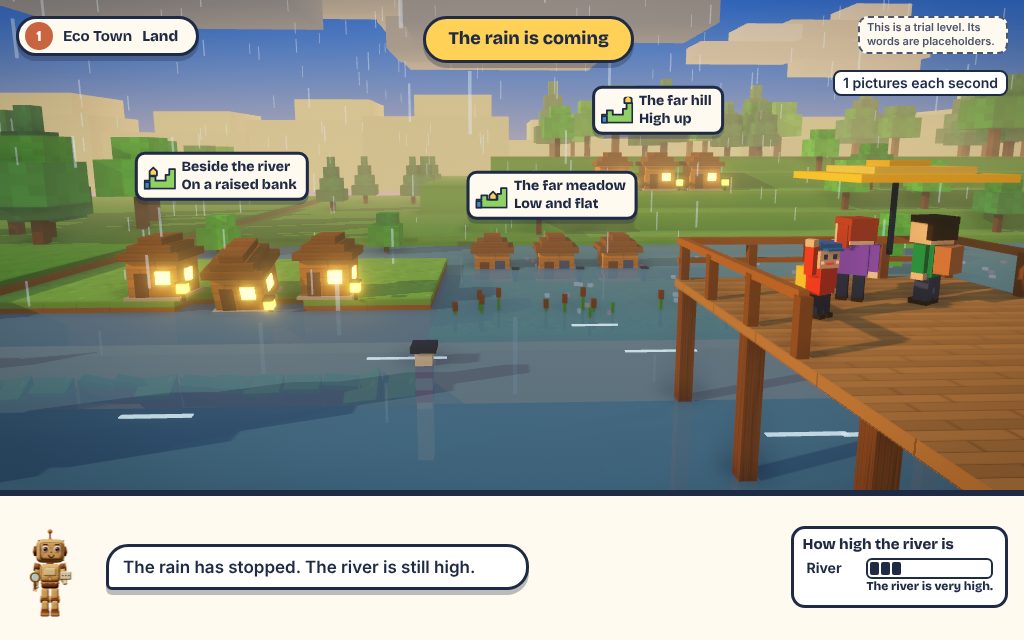 1 Eco Town Land
The rain is coming
This is a trial level. Its
words are placeholders.
1 pictures each second
The far hill
High up
Beside the river
On a raised bank
The far meadow
Low and flat
The rain has stopped. The river is still high.
How high the river is
River
The river is very high.